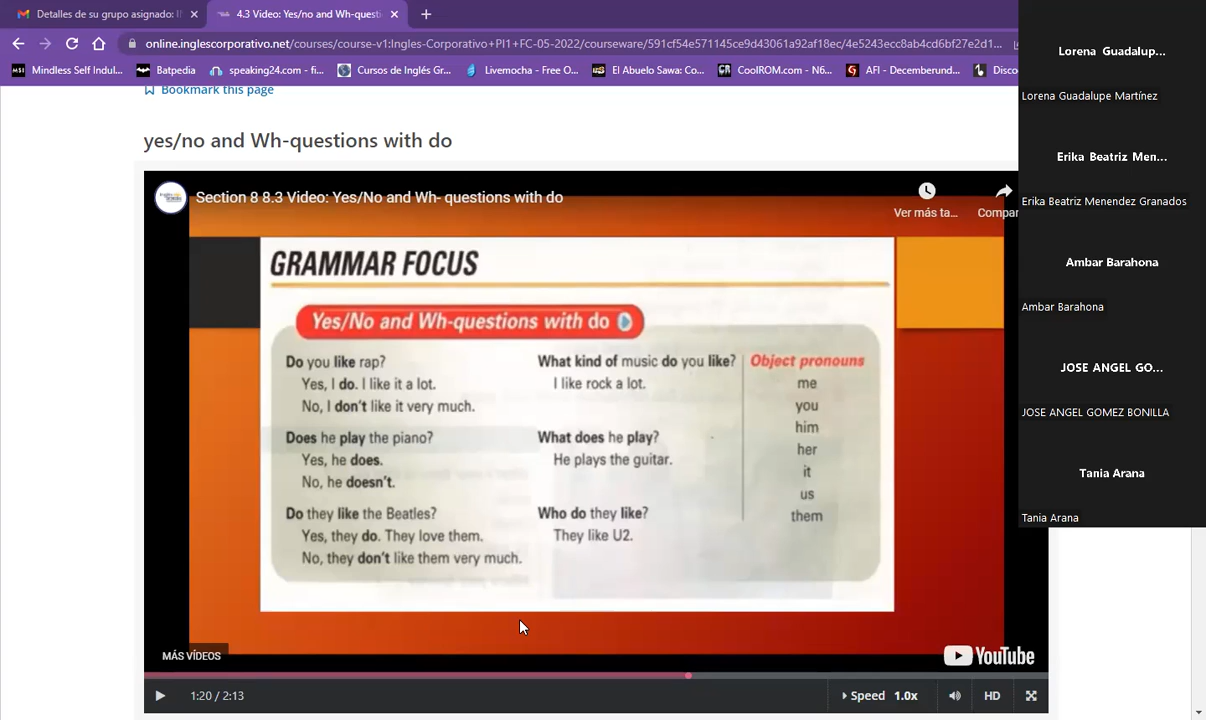 Detalles de su grupo asignado: I!
4.3 Video: Yes/no and Wh-questi
online.inglescorporativo.net/courses/course-v1:Ingles-Corporativo+PI1+FC-05-2022/courseware/591cf54e571145ce9d43061a92af18ec/4e5243ecc8ab4cd6bf27e2d1...
Mindless Self Indul...
Batpedia
speaking24.com - fi...
Cursos de Inglés Gr...
Livemocha - Free O...
El Abuelo Sawa: Co...
CoolROM.com - N6...
AFI - Decemberund...
Disco
Bookmark this page
yes/no and Wh-questions with do
Section 8 8.3 Video: Yes/No and Wh- questions with do
Ver más ta...
Compar
GRAMMAR FOCUS
Yes/No and Wh-questions with do
Do you like rap?
Yes, I do. I like it a lot.
No, I don't like it very much.
Does he play the piano?
Yes, he does.
No, he doesn't.
Do they like the Beatles?
Yes, they do. They love them.
No, they don't like them very much.
What kind of music do you like?
I like rock a lot.
What does he play?
He plays the guitar.
Who do they like?
They like U2.
Object pronouns
me
you
him
her
it
us
them
MÁS VÍDEOS
YouTube
1:20 / 2:13
Speed 1.0x
HD
Lorena Guadalup...
Lorena Guadalupe Martínez
Erika Beatriz Men...
Erika Beatriz Menendez Granados
Ambar Barahona
Ambar Barahona
JOSE ANGEL GO...
JOSE ANGEL GOMEZ BONILLA
Tania Arana
Tania Arana